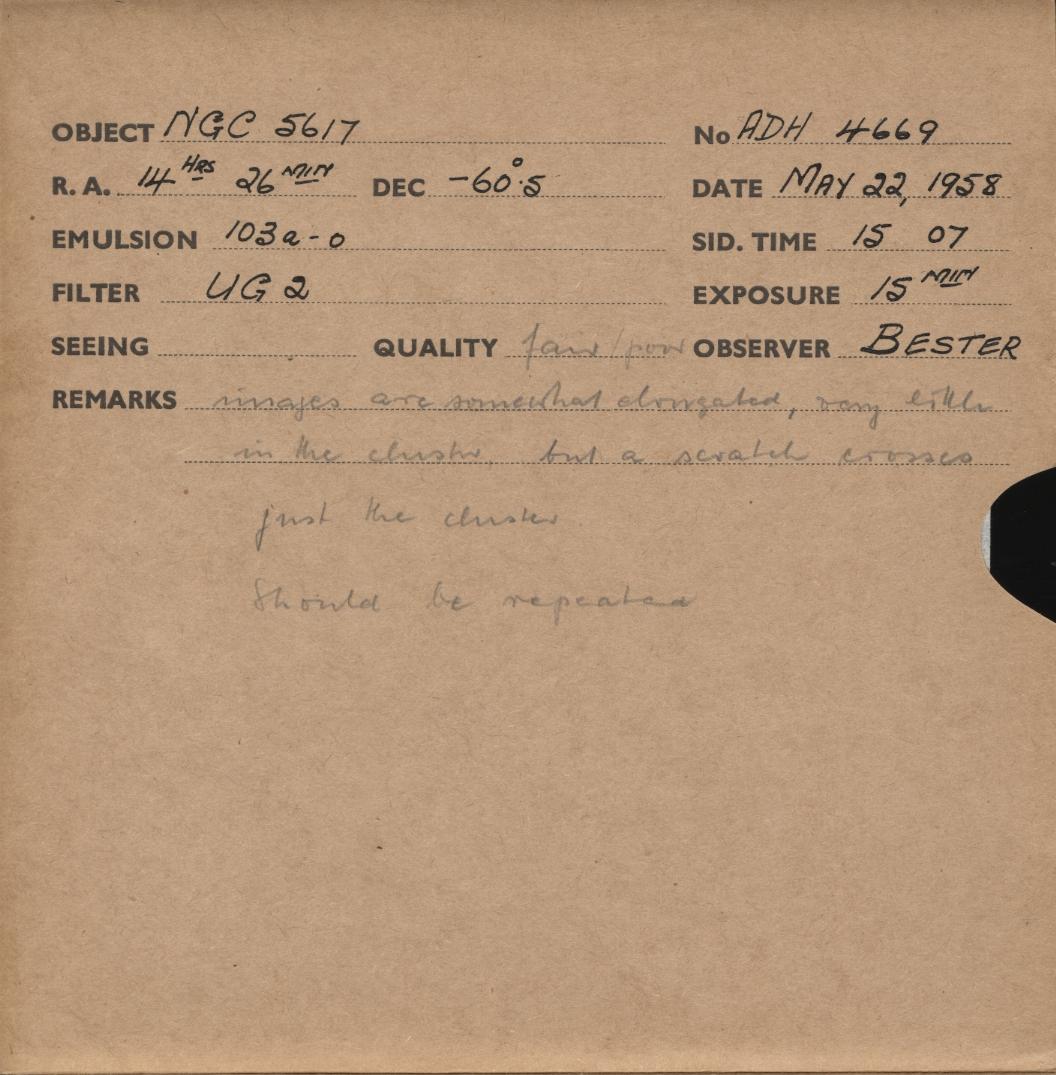 OBJECT NGC 5617 No ADH 4669
R. A. 14 HRS 26 MIN DEC -60°.5 DATE MAY 22, 1958
EMULSION 103a-o SID. TIME 15 07
FILTER UG 2 EXPOSURE 15 MIN
SEEING QUALITY fair/poor OBSERVER BESTER
REMARKS images are somewhat elongated, very little
in the cluster, but a scratch crosses
just the cluster.
Should be repeated